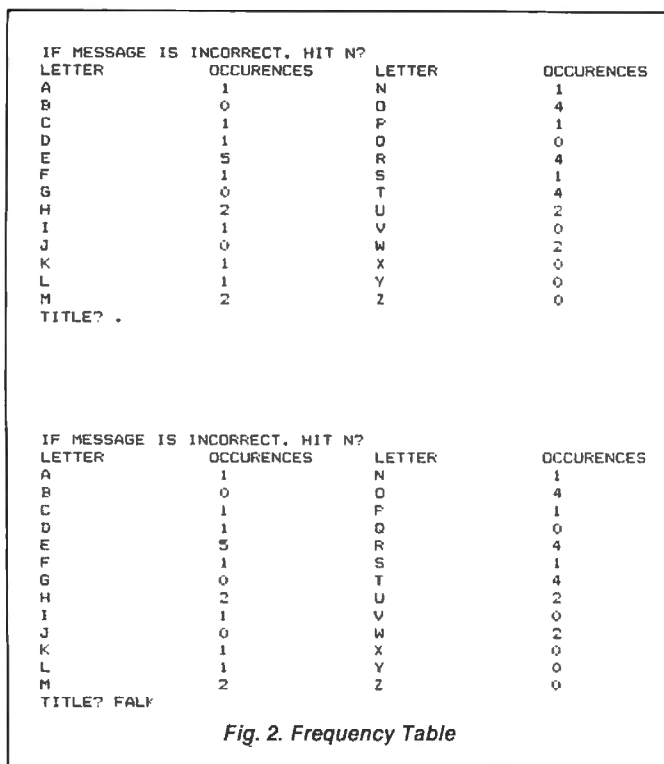 IF MESSAGE IS INCORRECT, HIT N?
LETTER OCCURENCES LETTER OCCURENCES
A 1 N 1
B 0 O 4
C 1 P 1
D 1 Q 0
E 5 R 4
F 1 S 1
G 0 T 4
H 2 U 2
I 1 V 0
J 0 W 2
K 1 X 0
L 1 Y 0
M 2 Z 0
TITLE? .
IF MESSAGE IS INCORRECT, HIT N?
LETTER OCCURENCES LETTER OCCURENCES
A 1 N 1
B 0 O 4
C 1 P 1
D 1 Q 0
E 5 R 4
F 1 S 1
G 0 T 4
H 2 U 2
I 1 V 0
J 0 W 2
K 1 X 0
L 1 Y 0
M 2 Z 0
TITLE? FALK
Fig. 2. Frequency Table